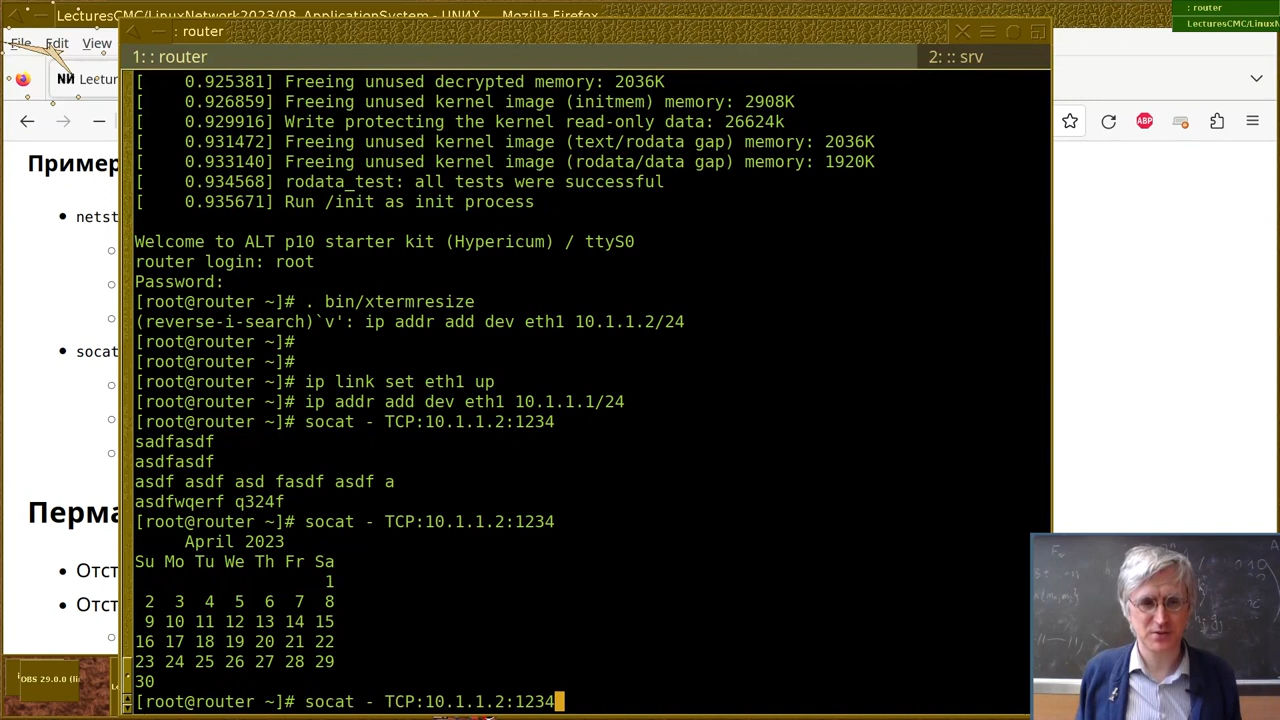 LecturesCMC/LinuxNetwork2023/08_ApplicationSystem - UNИX — Mozilla Firefox
: router
LecturesCMC/LinuxN
: router
File Edit View
1: : router
2: :: srv
Lectur
ABP
[    0.925381] Freeing unused decrypted memory: 2036K
[    0.926859] Freeing unused kernel image (initmem) memory: 2908K
[    0.929916] Write protecting the kernel read-only data: 26624k
[    0.931472] Freeing unused kernel image (text/rodata gap) memory: 2036K
[    0.933140] Freeing unused kernel image (rodata/data gap) memory: 1920K
[    0.934568] rodata_test: all tests were successful
[    0.935671] Run /init as init process
Welcome to ALT p10 starter kit (Hypericum) / ttyS0
router login: root
Password:
[root@router ~]# . bin/xtermresize
(reverse-i-search)`v': ip addr add dev eth1 10.1.1.2/24
[root@router ~]#
[root@router ~]#
[root@router ~]# ip link set eth1 up
[root@router ~]# ip addr add dev eth1 10.1.1.1/24
[root@router ~]# socat - TCP:10.1.1.2:1234
sadfasdf
asdfasdf
asdf asdf asd fasdf asdf a
asdfwqerf q324f
[root@router ~]# socat - TCP:10.1.1.2:1234
     April 2023
Su Mo Tu We Th Fr Sa
                   1
 2  3  4  5  6  7  8
 9 10 11 12 13 14 15
16 17 18 19 20 21 22
23 24 25 26 27 28 29
30
[root@router ~]# socat - TCP:10.1.1.2:1234
Пример
netst
socat
Перма
Отст
Отст
OBS 29.0.0 (li